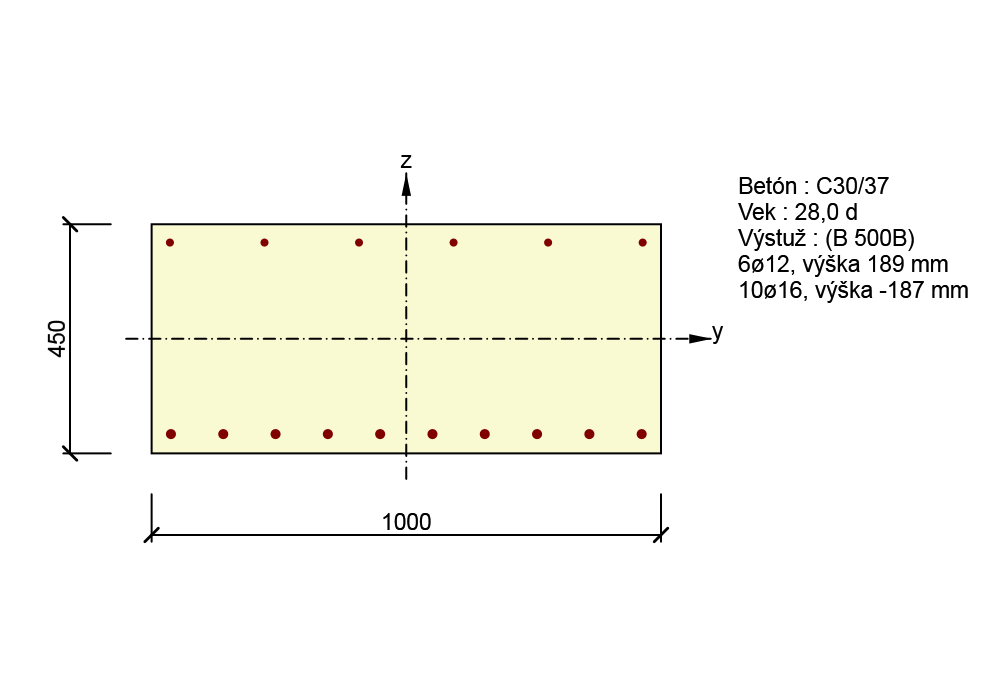 z
Betón : C30/37
Vek : 28,0 d
Výstuž : (B 500B)
6ø12, výška 189 mm
10ø16, výška -187 mm
y
450
1000